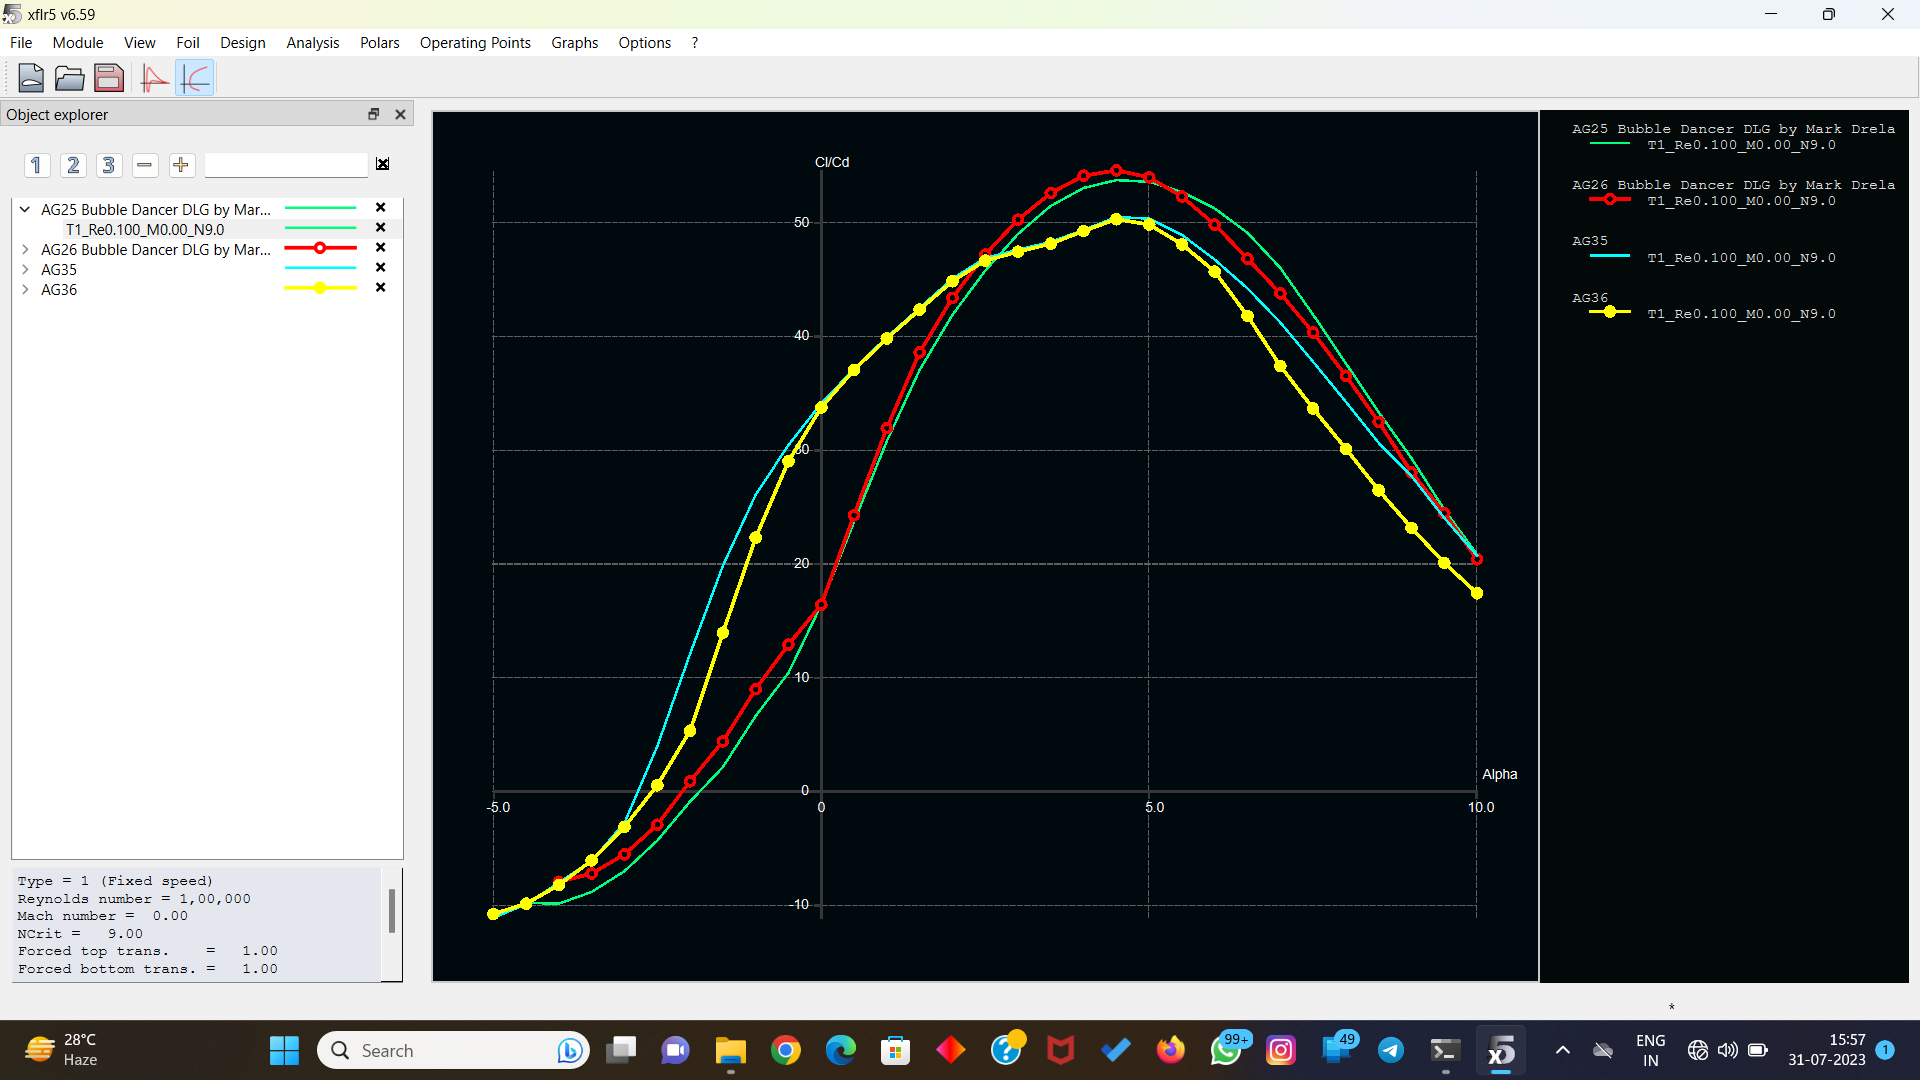 xflr5 v6.59
File Module View Foil Design Analysis Polars Operating Points Graphs Options ?
Object explorer
1 2 3
AG25 Bubble Dancer DLG by Mar...
T1_Re0.100_M0.00_N9.0
AG26 Bubble Dancer DLG by Mar...
AG35
AG36
Type = 1 (Fixed speed)
Reynolds number = 1,00,000
Mach number = 0.00
NCrit = 9.00
Forced top trans. = 1.00
Forced bottom trans. = 1.00
Cl/Cd
50
40
30
20
10
0
-10
-5.0 0 5.0 10.0
Alpha
AG25 Bubble Dancer DLG by Mark Drela
T1_Re0.100_M0.00_N9.0
AG26 Bubble Dancer DLG by Mark Drela
T1_Re0.100_M0.00_N9.0
AG35
T1_Re0.100_M0.00_N9.0
AG36
T1_Re0.100_M0.00_N9.0
*
28°C
Haze
Search
99+
49
ENG
IN
15:57
31-07-2023
1